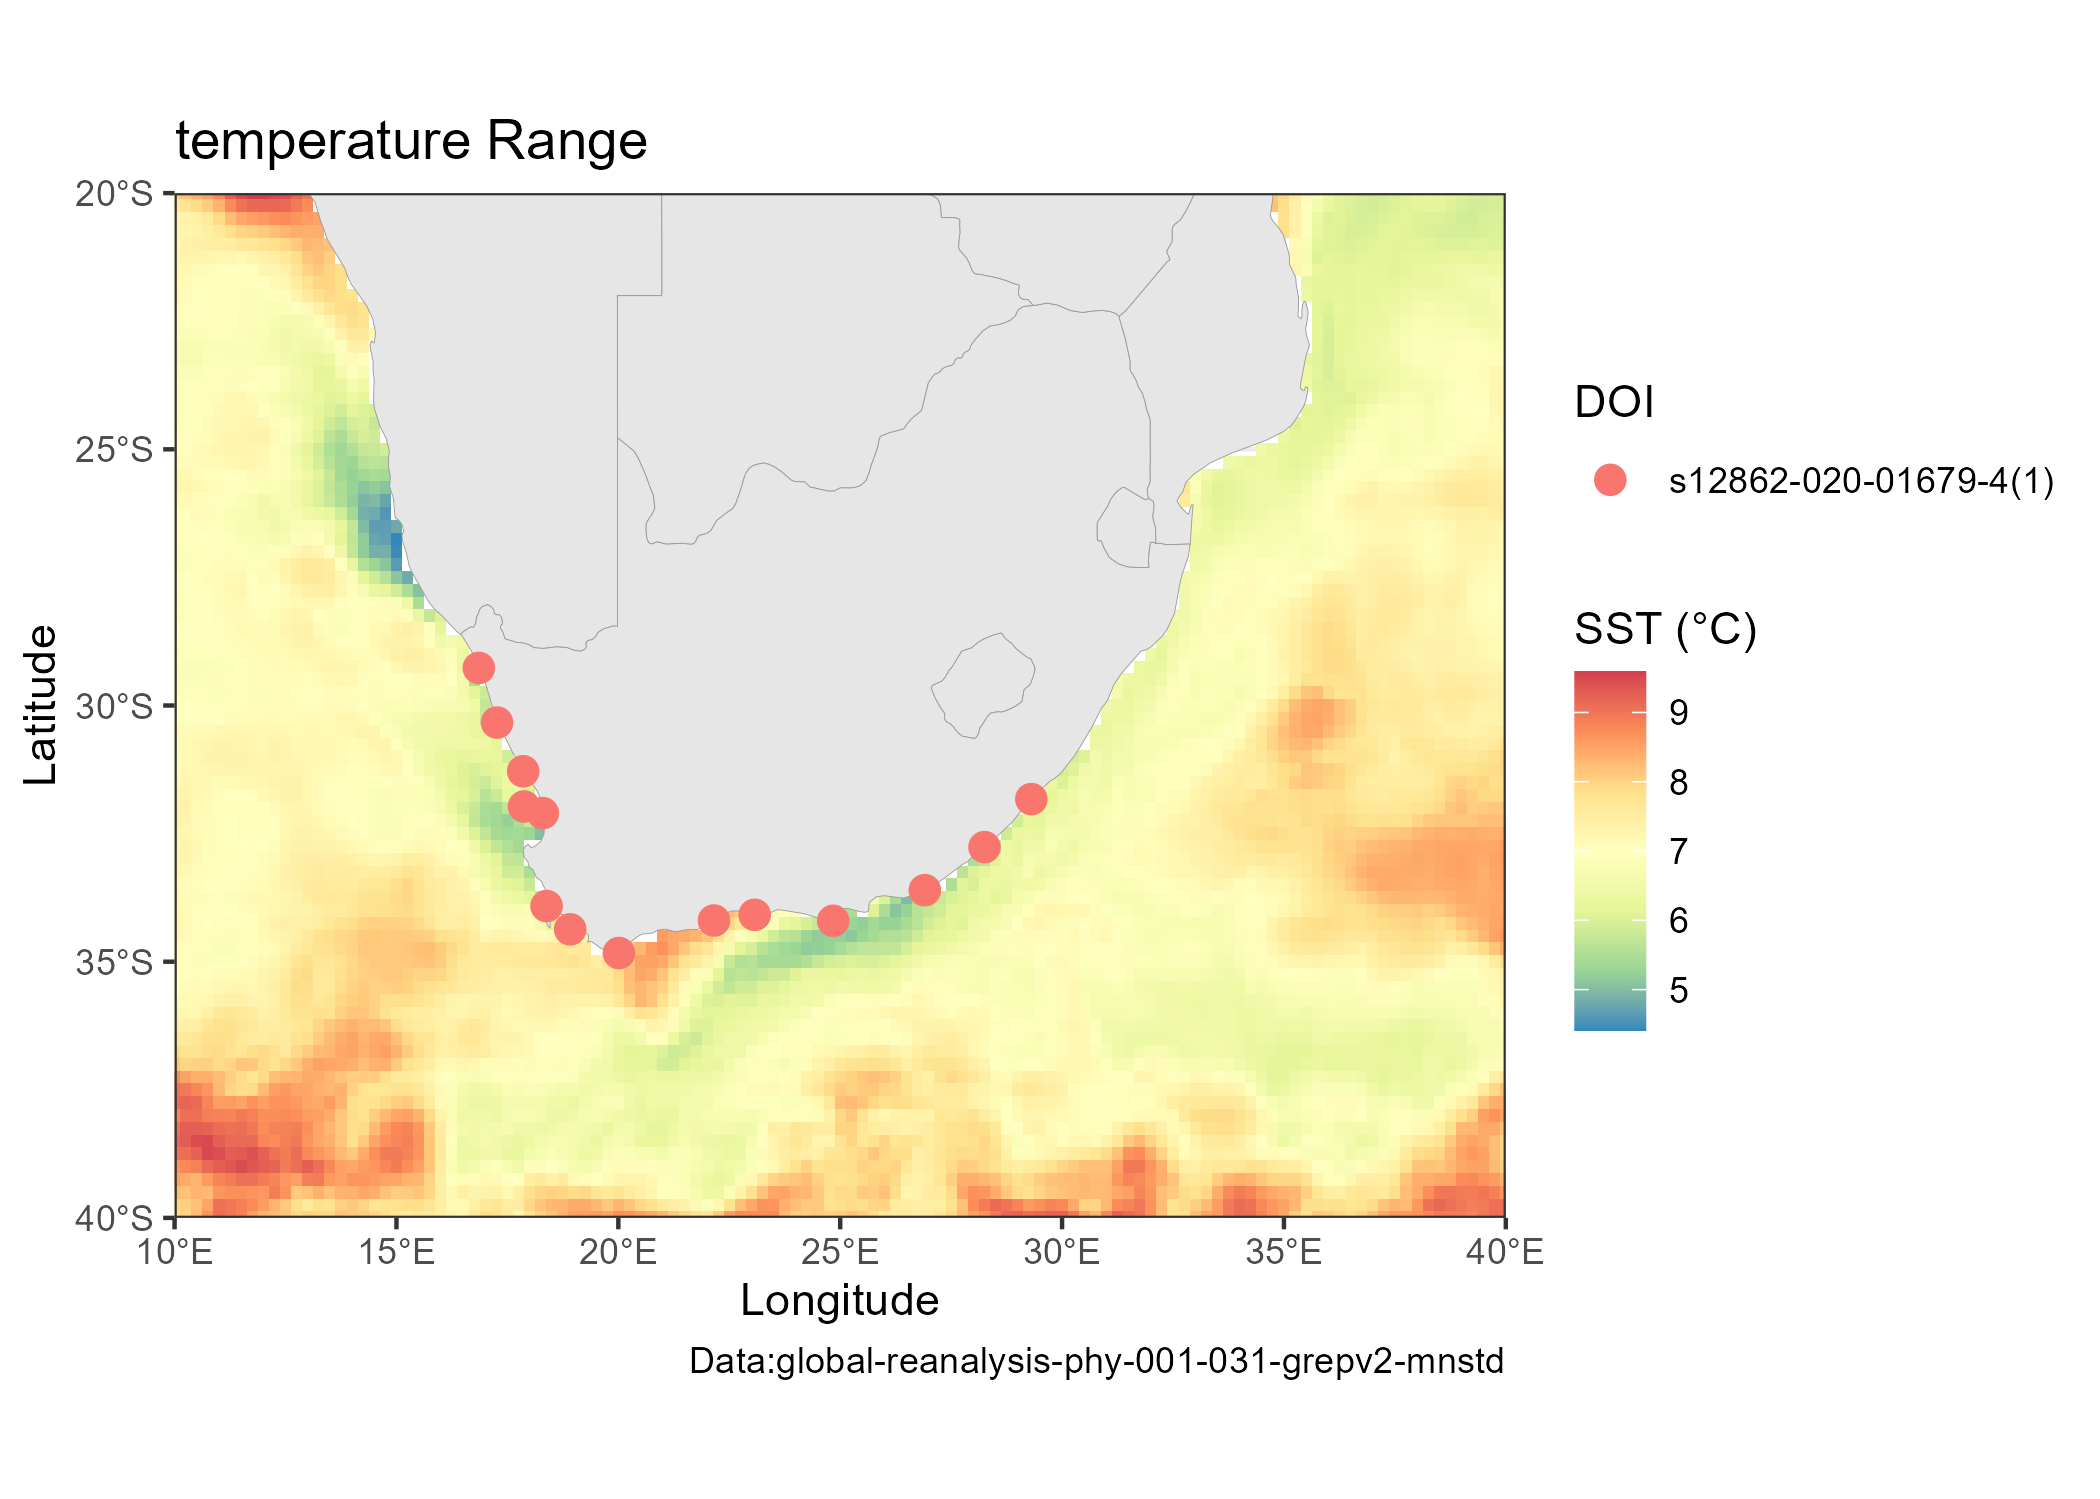 temperature Range
20°S
25°S
30°S
35°S
40°S
Latitude
10°E 15°E 20°E 25°E 30°E 35°E 40°E
Longitude
Data:global-reanalysis-phy-001-031-grepv2-mnstd
DOI
s12862-020-01679-4(1)
SST (°C)
9
8
7
6
5